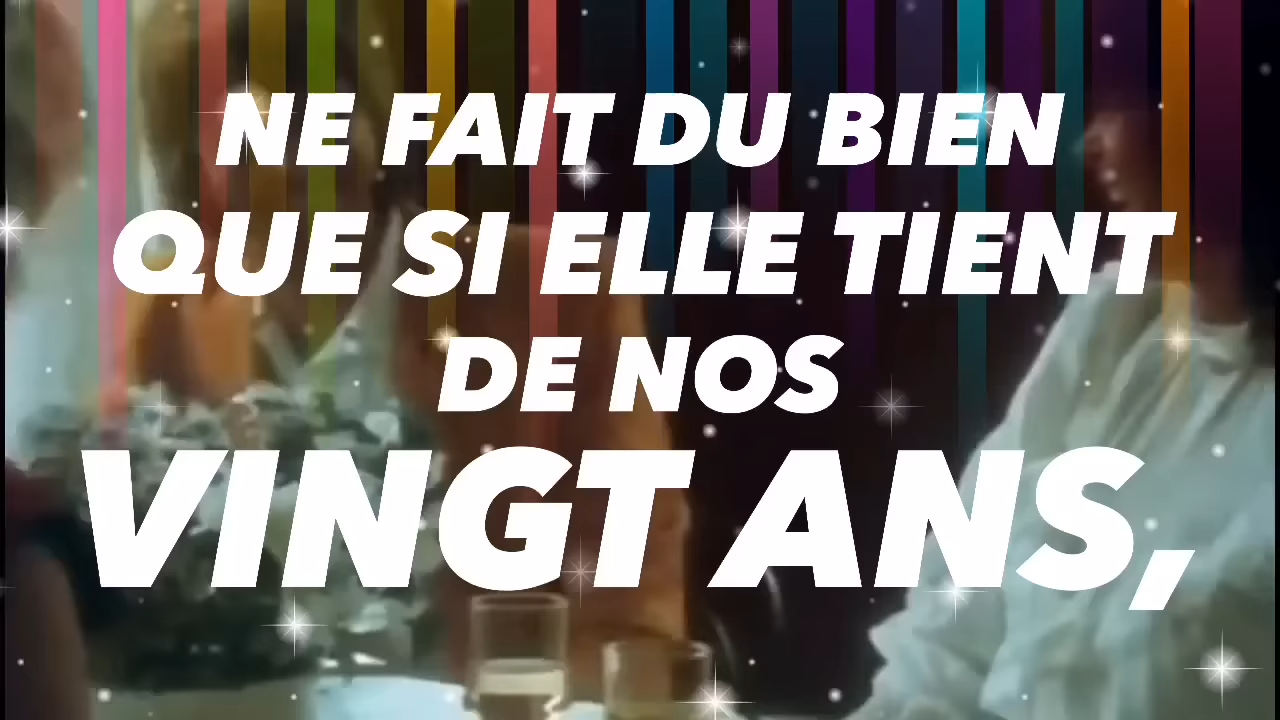 NE FAIT DU BIEN
QUE SI ELLE TIENT
DE NOS
VINGT ANS,